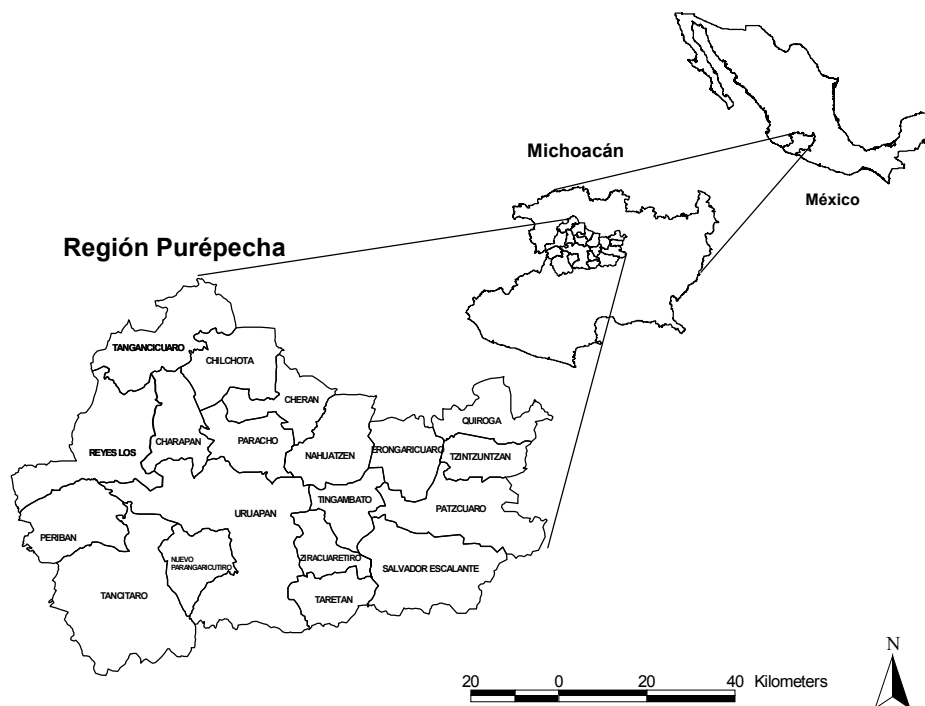 Michoacán
México
Región Purépecha
TANGANCICUARO
CHILCHOTA
CHERAN
QUIROGA
REYES LOS
CHARAPAN
PARACHO
NAHUATZEN
ERONGARICUARO
TZINTZUNTZAN
TINGAMBATO
URUAPAN
PATZCUARO
PERIBAN
NUEVO
PARANGARICUTIRO
ZIRACUARETIRO
SALVADOR ESCALANTE
TANCITARO
TARETAN
N
20 0 20 40 Kilometers